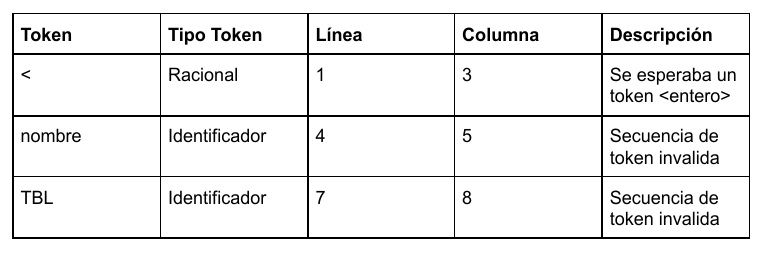 Token Tipo Token Línea Columna Descripción
< Racional 1 3 Se esperaba un
token <entero>
nombre Identificador 4 5 Secuencia de
token invalida
TBL Identificador 7 8 Secuencia de
token invalida